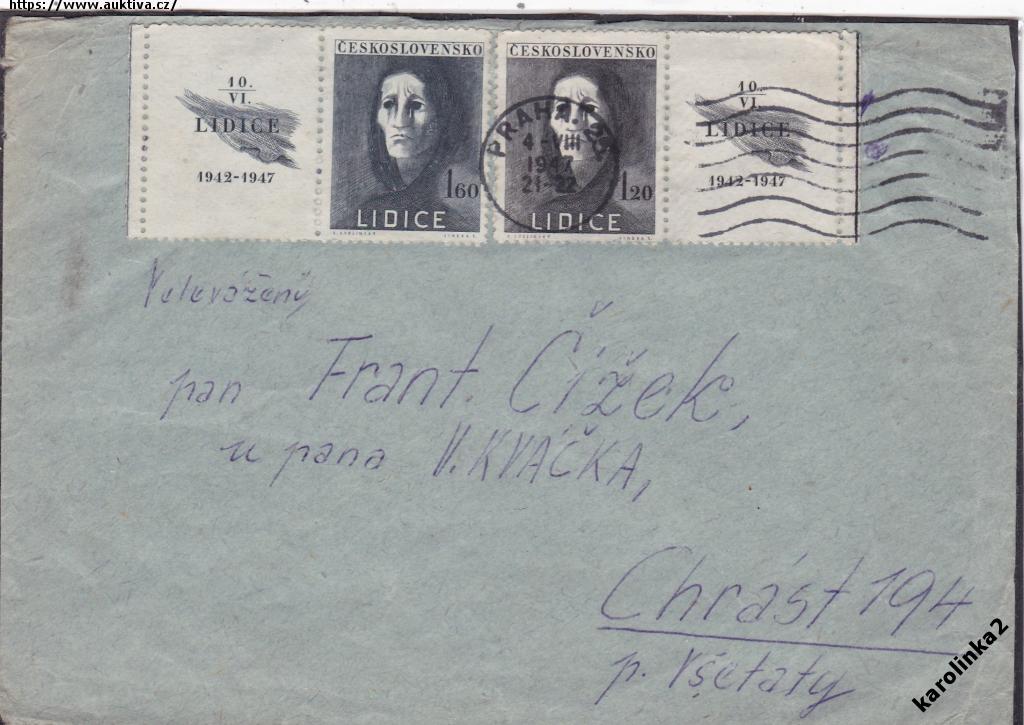 https://www.auktiva.cz/
10.
VI.
LIDICE
1942-1947
ČESKOSLOVENSKO
1 60
LIDICE
ČESKOSLOVENSKO
1 20
LIDICE
10.
VI.
LIDICE
1942-1947
PRAHA 25
4 -VIII
1947
21-22
Velevážený
pan Frant. Čížek,
u pana V. KVAČKA,
Chrást 194
p. Všetaty
karolinka2